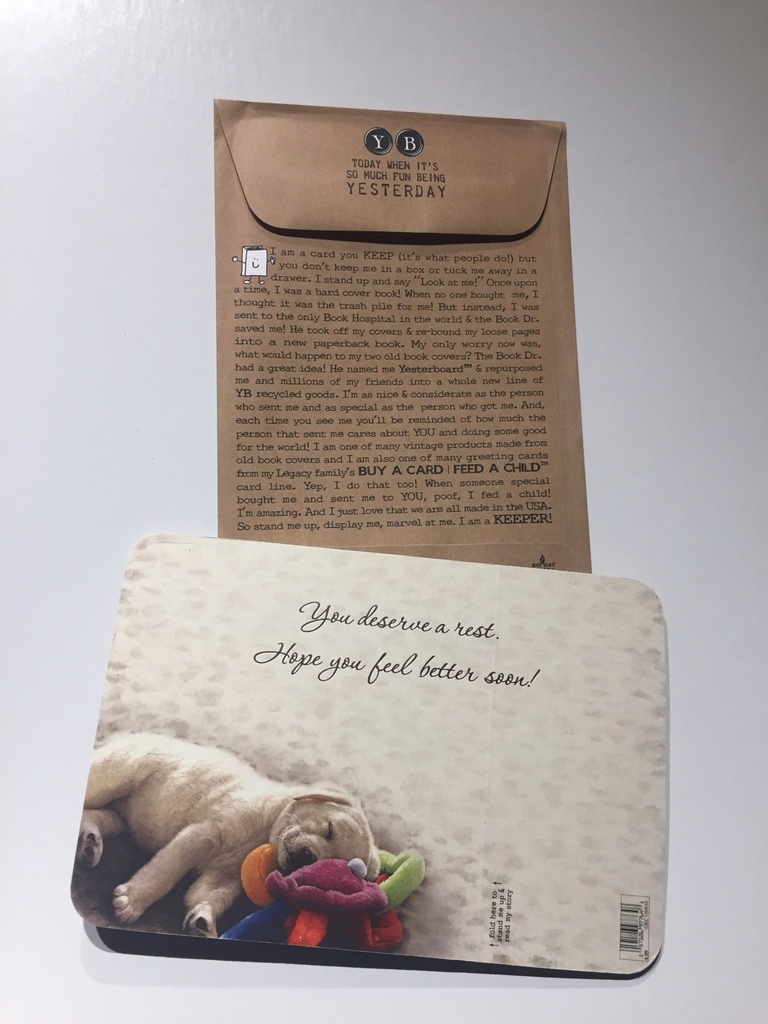 Y B
TODAY WHEN IT'S
SO MUCH FUN BEING
YESTERDAY
I am a card you KEEP (it's what people do!) but
you don't keep me in a box or tuck me away in a
drawer. I stand up and say "Look at me!" Once upon
a time, I was a hard cover book! When no one bought me, I
thought it was the trash pile for me! But instead, I was
sent to the only Book Hospital in the world & the Book Dr.
saved me! He took off my covers & re-bound my loose pages
into a new paperback book. My only worry now was,
what would happen to my two old book covers? The Book Dr.
had a great idea! He named me Yesterboard™ & repurposed
me and millions of my friends into a whole new line of
YB recycled goods. I'm as nice & considerate as the person
who sent me and as special as the person who got me. And,
each time you see me you'll be reminded of how much the
person that sent me cares about YOU and doing some good
for the world! I am one of many vintage products made from
old book covers and I am also one of many greeting cards
from my Legacy family's BUY A CARD | FEED A CHILD™
card line. Yep, I do that too! When someone special
bought me and sent me to YOU, poof, I fed a child!
I'm amazing. And I just love that we are all made in the USA.
So stand me up, display me, marvel at me. I am a KEEPER!
You deserve a rest.
Hope you feel better soon!
↑ fold here to ↑
stand me up &
read my story